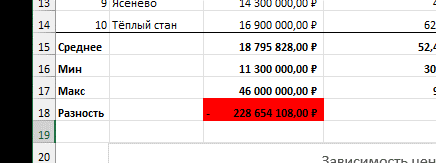 13 9 Ясенево 14 300 000,00 ₽
14 10 Тёплый стан 16 900 000,00 ₽ 62
15 Среднее 18 795 828,00 ₽ 52,4
16 Мин 11 300 000,00 ₽ 30
17 Макс 46 000 000,00 ₽
18 Разность - 228 654 108,00 ₽
19
20 Зависимость цен